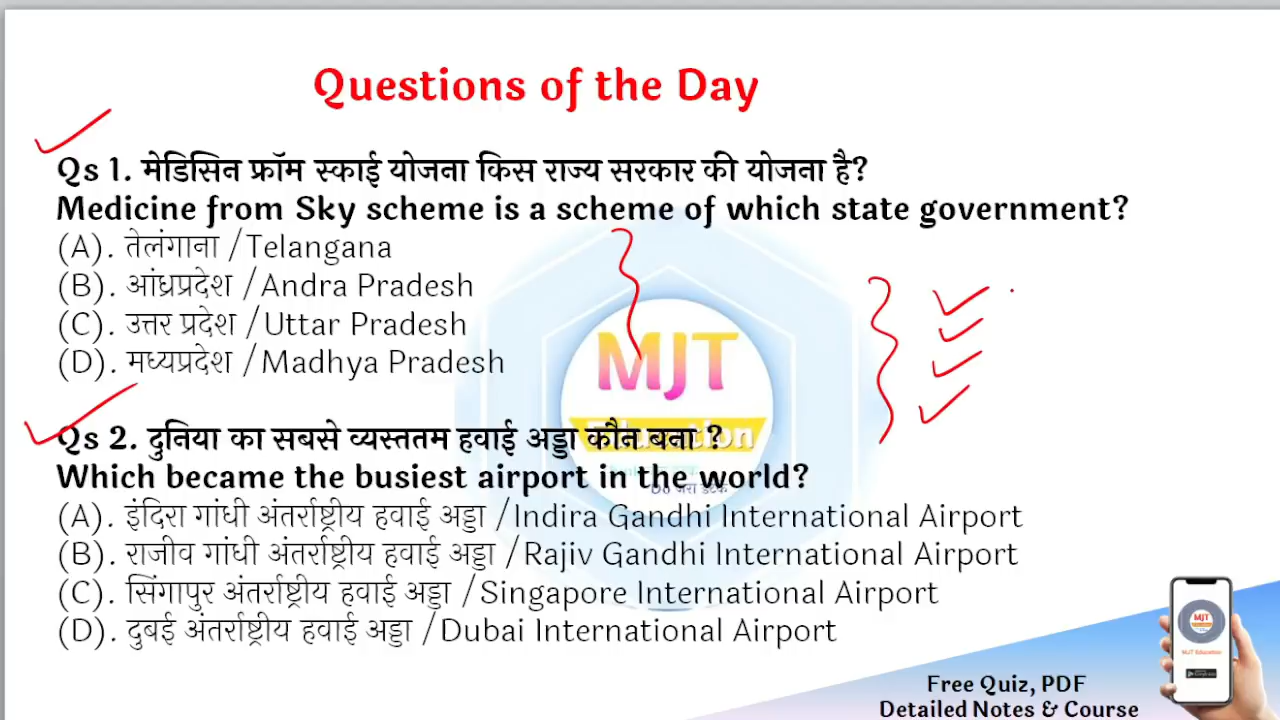 Questions of the Day
Qs 1. मेडिसिन फ्रॉम स्काई योजना किस राज्य सरकार की योजना है?
Medicine from Sky scheme is a scheme of which state government?
(A). तेलंगाना /Telangana
(B). आंध्रप्रदेश /Andra Pradesh
(C). उत्तर प्रदेश /Uttar Pradesh
(D). मध्यप्रदेश /Madhya Pradesh
MJT
Education
Qs 2. दुनिया का सबसे व्यस्ततम हवाई अड्डा कौन बना ?
Which became the busiest airport in the world?
(A). इंदिरा गांधी अंतर्राष्ट्रीय हवाई अड्डा /Indira Gandhi International Airport
(B). राजीव गांधी अंतर्राष्ट्रीय हवाई अड्डा /Rajiv Gandhi International Airport
(C). सिंगापुर अंतर्राष्ट्रीय हवाई अड्डा /Singapore International Airport
(D). दुबई अंतर्राष्ट्रीय हवाई अड्डा /Dubai International Airport
MJT
MJT Education
Free Quiz, PDF
Detailed Notes & Course